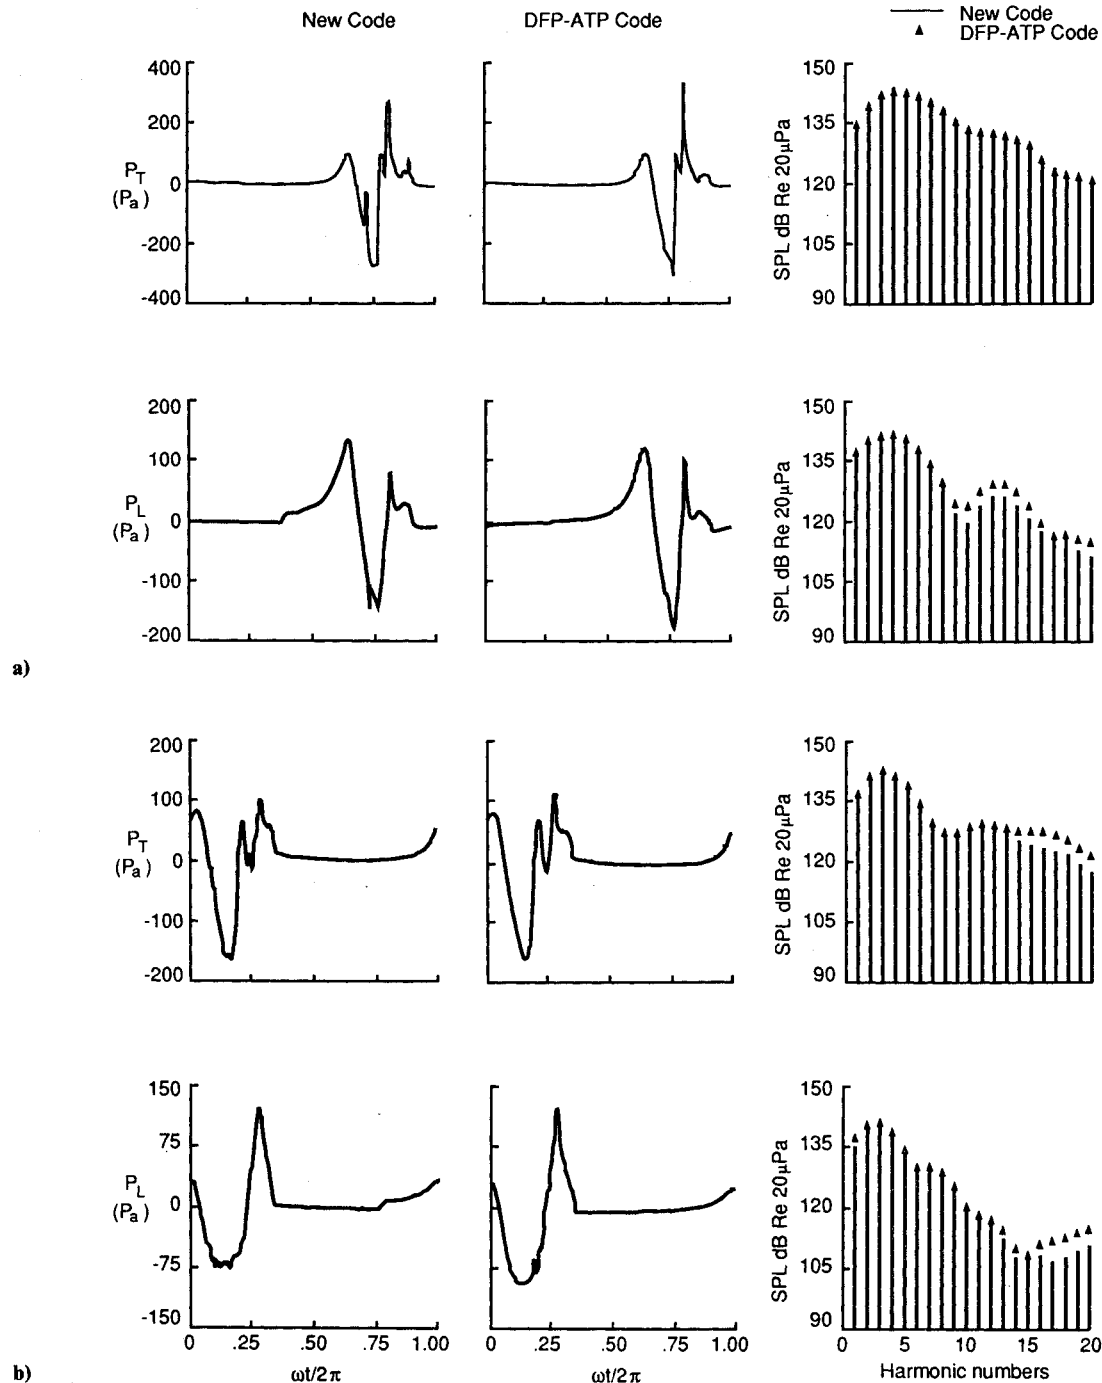 a)
New Code
DFP-ATP Code
New Code
DFP-ATP Code
400
200
0
-200
-400
P_T
(P_a)
150
135
120
105
90
SPL dB Re 20μPa
200
100
0
-100
-200
P_L
(P_a)
150
135
120
105
90
SPL dB Re 20μPa
a)
200
100
0
-100
-200
P_T
(P_a)
150
135
120
105
90
SPL dB Re 20μPa
150
75
0
-75
-150
P_L
(P_a)
0 .25 .50 .75 1.00
ωt/2π
0 .25 .50 .75 1.00
ωt/2π
150
135
120
105
90
SPL dB Re 20μPa
0 5 10 15 20
Harmonic numbers
b)